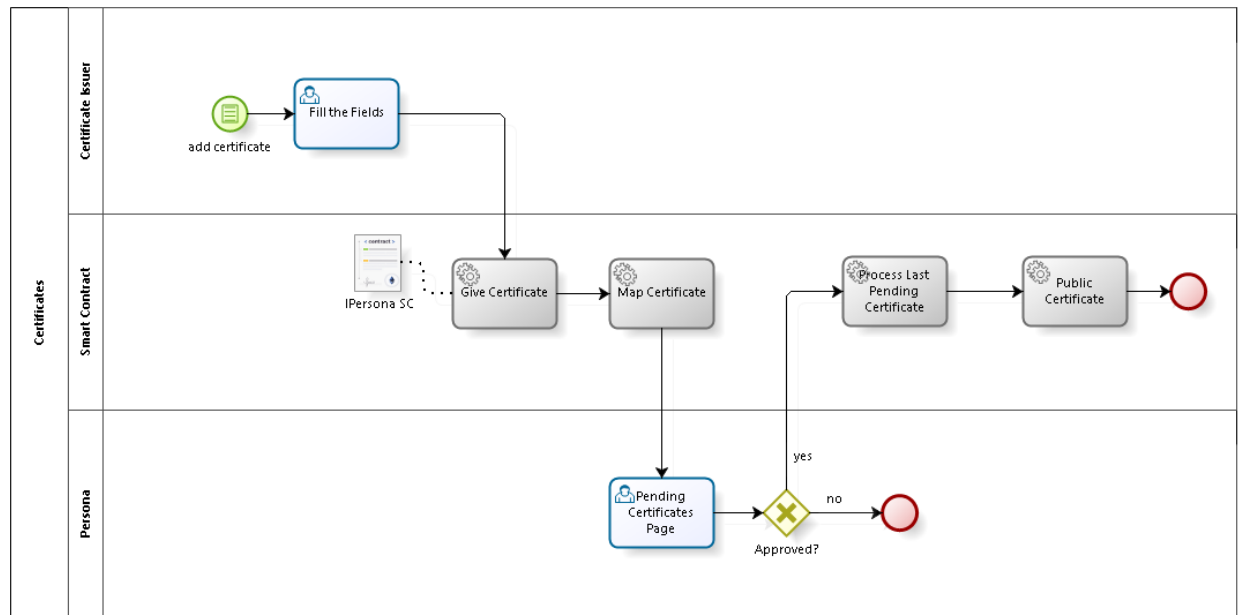 Certificates
Certificate Issuer
add certificate
Fill the Fields
Smart Contract
< contract >
IPersona SC
Give Certificate
Map Certificate
Process Last
Pending
Certificate
Public
Certificate
Persona
Pending
Certificates
Page
Approved?
yes
no